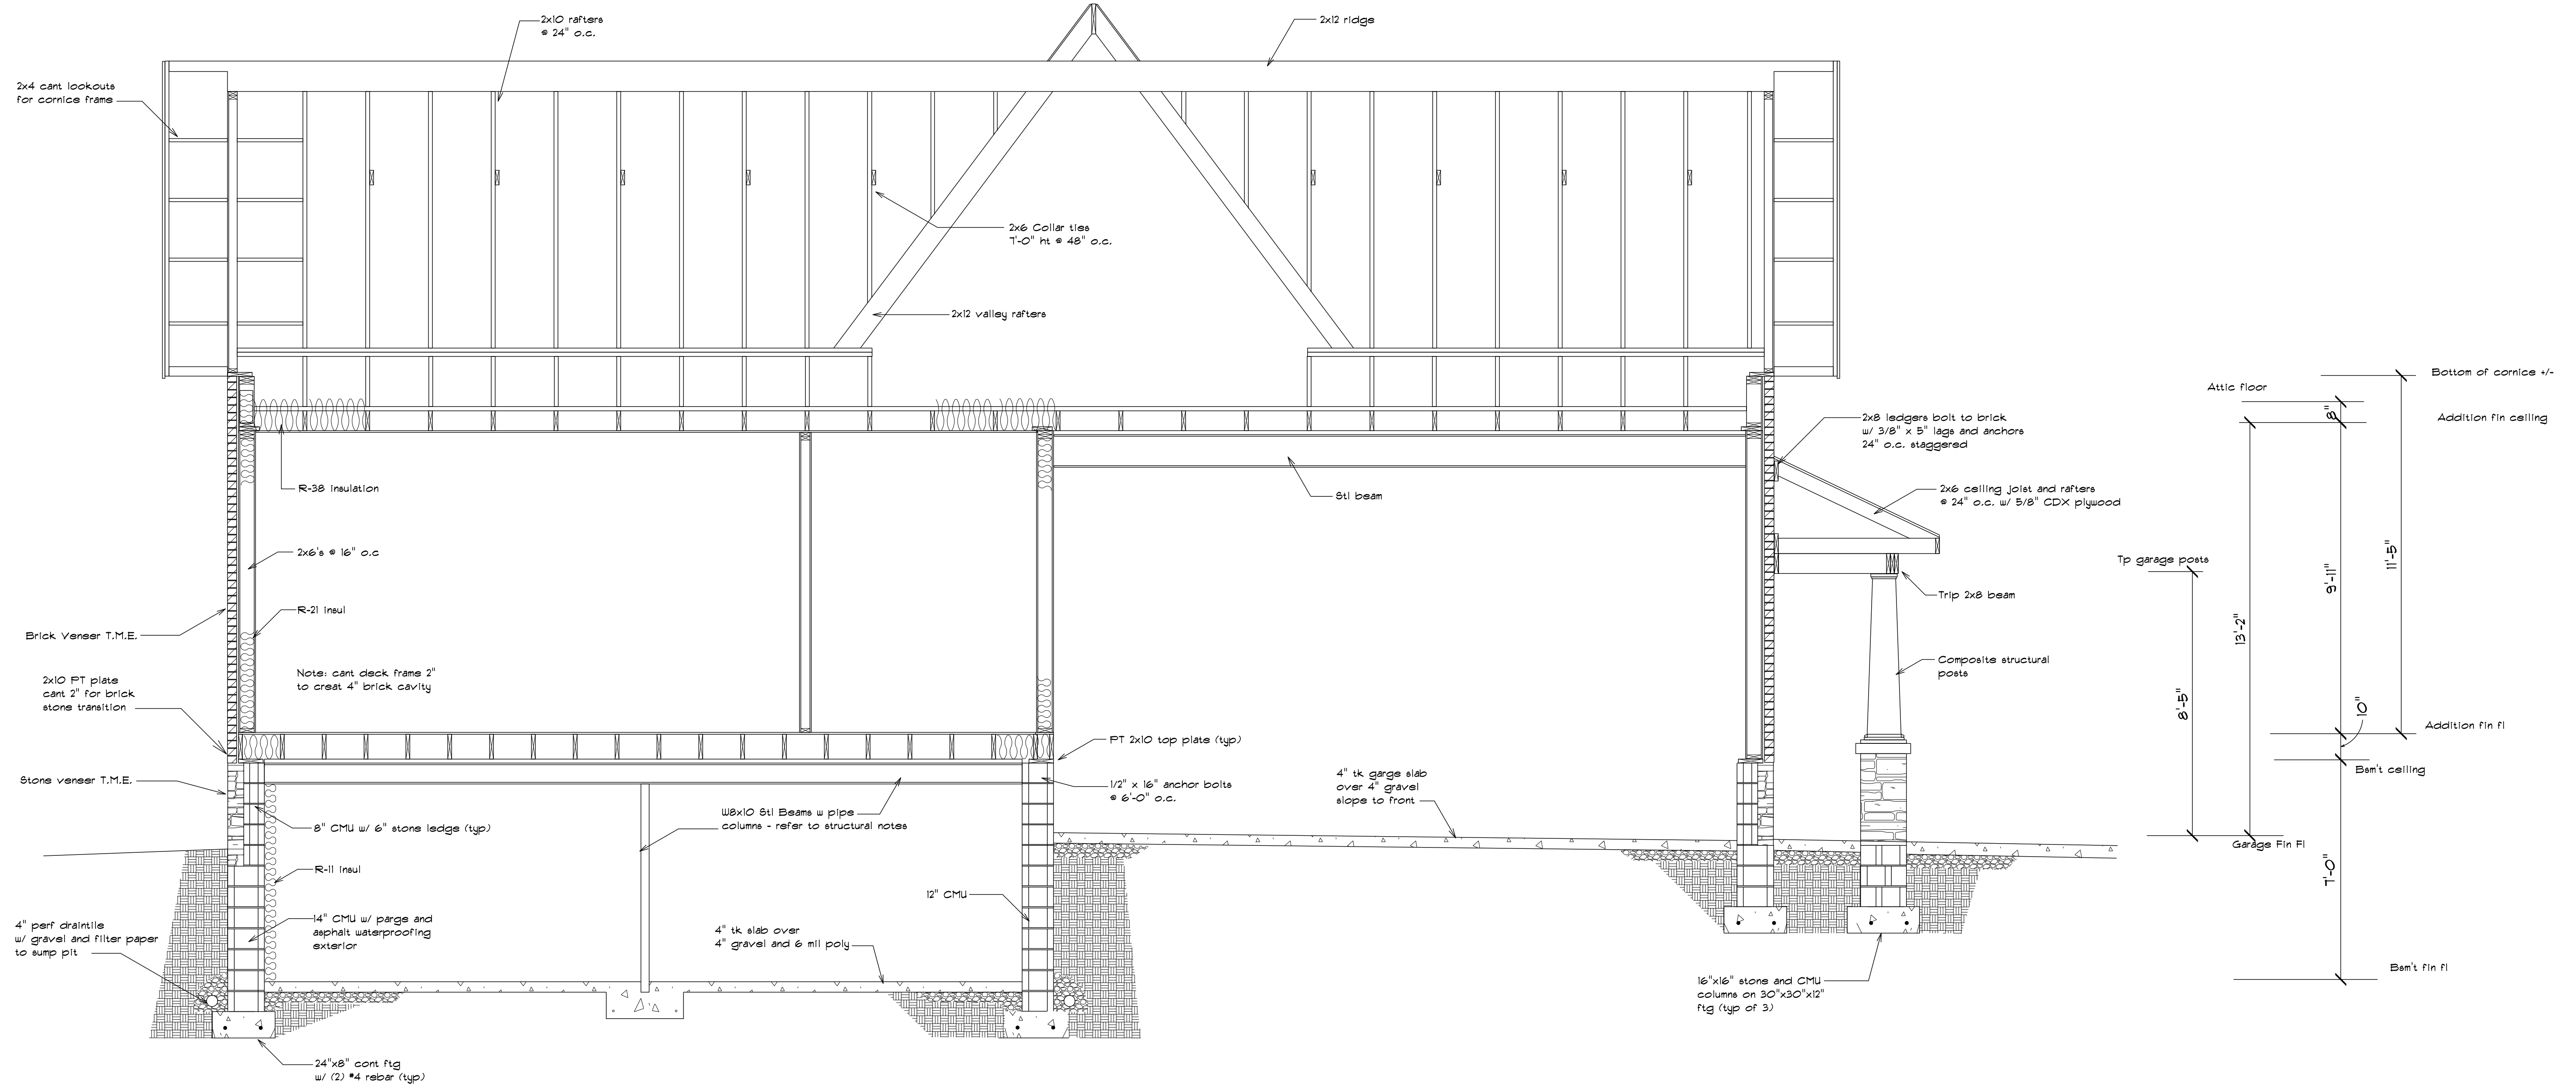 2x10 rafters
@ 24" o.c.
2x12 ridge
2x4 cant lookouts
for cornice frame
2x6 Collar ties
7'-0" ht @ 48" o.c.
2x12 valley rafters
Bottom of cornice +/-
Attic floor
8"
Addition fin ceiling
2x8 ledgers bolt to brick
w/ 3/8" x 5" lags and anchors
24" o.c. staggered
R-38 insulation
Stl beam
2x6 ceiling joist and rafters
@ 24" o.c. w/ 5/8" CDX plywood
2x6's @ 16" o.c
Tp garage posts
11'-5"
9'-11"
R-21 insul
Trip 2x8 beam
Brick Veneer T.M.E.
13'-2"
Note: cant deck frame 2"
to creat 4" brick cavity
Composite structural
posts
2x10 PT plate
cant 2" for brick
stone transition
8'-5"
10"
Addition fin fl
PT 2x10 top plate (typ)
Bsm't ceiling
Stone veneer T.M.E.
1/2" x 16" anchor bolts
@ 6'-0" o.c.
4" tk garge slab
over 4" gravel
slope to front
W8x10 Stl Beams w pipe
columns - refer to structural notes
8" CMU w/ 6" stone ledge (typ)
Garage Fin Fl
R-11 insul
7'-0"
12" CMU
14" CMU w/ parge and
asphalt waterproofing
exterior
4" perf draintile
w/ gravel and filter paper
to sump pit
4" tk slab over
4" gravel and 6 mil poly
Bsm't fin fl
16"x16" stone and CMU
columns on 30"x30"x12"
ftg (typ of 3)
24"x8" cont ftg
w/ (2) #4 rebar (typ)